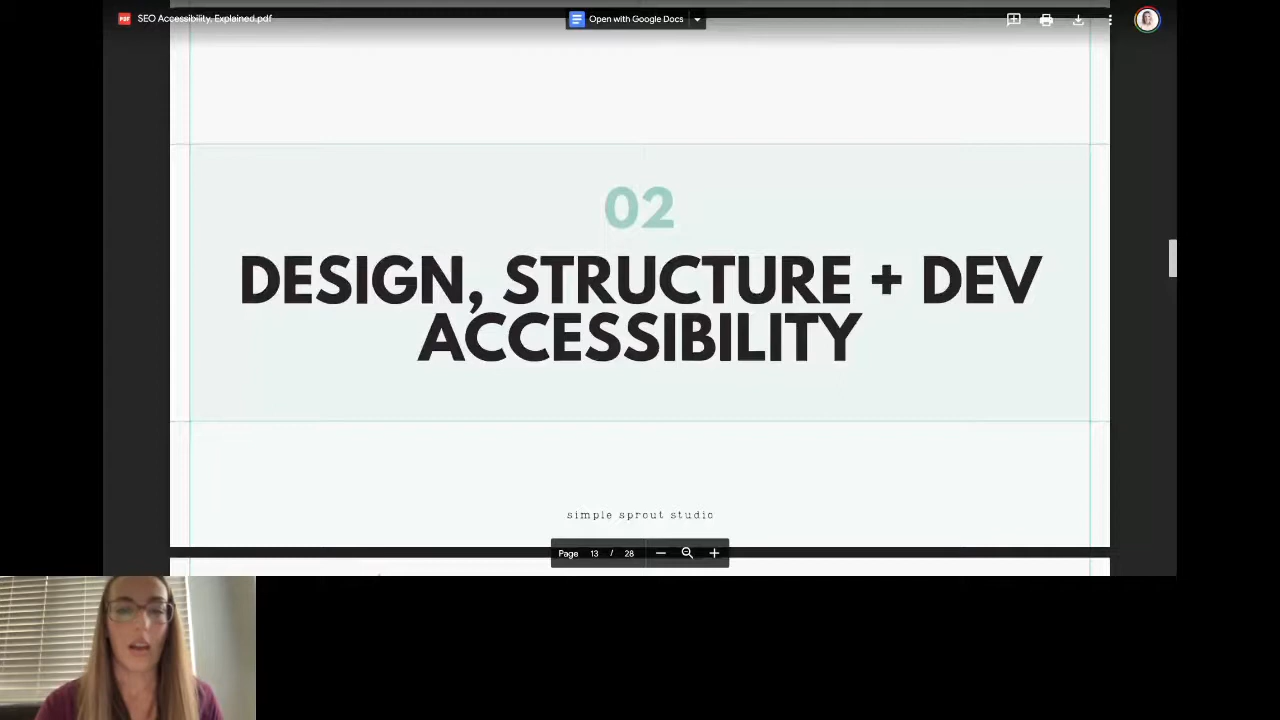 SEO Accessibility, Explained.pdf
Open with Google Docs
02
DESIGN, STRUCTURE + DEV
ACCESSIBILITY
simple sprout studio
Page 13 / 28